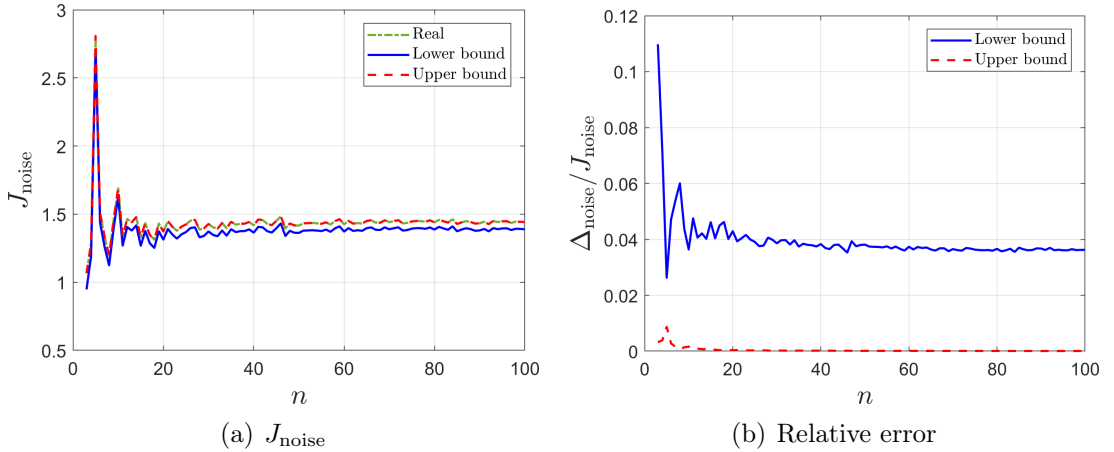 3
2.5
2
1.5
1
0.5
J_noise
0
20
40
60
80
100
n
Real
Lower bound
Upper bound
(a) J_noise
0.12
0.1
0.08
0.06
0.04
0.02
0
Δ_noise/J_noise
0
20
40
60
80
100
n
Lower bound
Upper bound
(b) Relative error